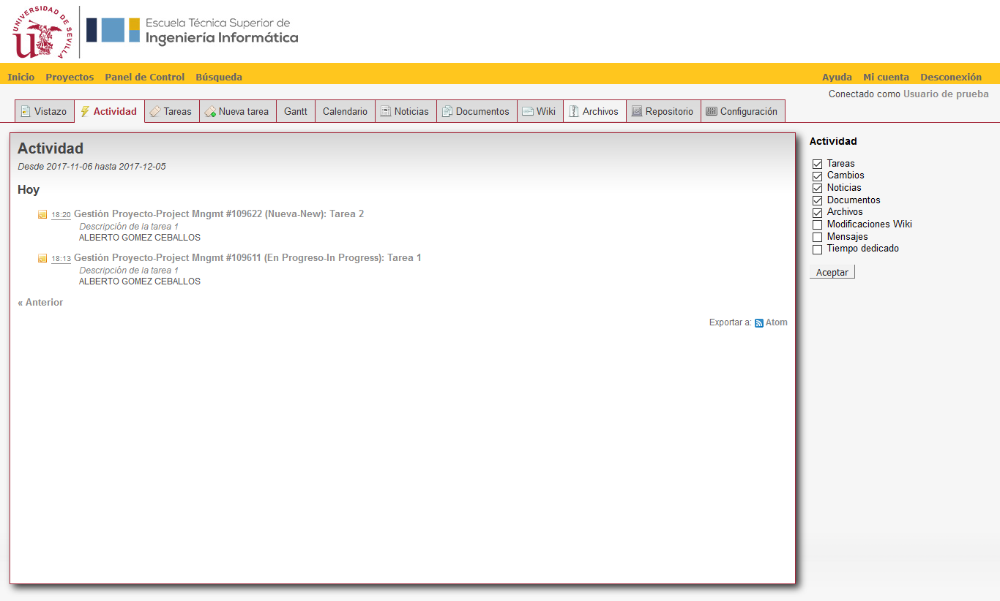 UNIVERSIDAD DE SEVILLA
Escuela Técnica Superior de
Ingeniería Informática
Inicio Proyectos Panel de Control Búsqueda Ayuda Mi cuenta Desconexión
Conectado como Usuario de prueba
Vistazo Actividad Tareas Nueva tarea Gantt Calendario Noticias Documentos Wiki Archivos Repositorio Configuración
Actividad
Desde 2017-11-06 hasta 2017-12-05
Hoy
18:20 Gestión Proyecto-Project Mngmt #109622 (Nueva-New): Tarea 2
Descripción de la tarea 1
ALBERTO GOMEZ CEBALLOS
18:13 Gestión Proyecto-Project Mngmt #109611 (En Progreso-In Progress): Tarea 1
Descripción de la tarea 1
ALBERTO GOMEZ CEBALLOS
« Anterior
Exportar a: Atom
Actividad
Tareas
Cambios
Noticias
Documentos
Archivos
Modificaciones Wiki
Mensajes
Tiempo dedicado
Aceptar